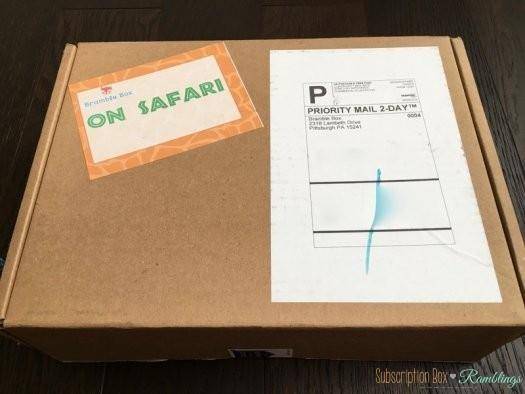 Bramble Box
ON SAFARI
P
PRIORITY MAIL 2-DAY™
0004
Bramble Box
2318 Lambeth Drive
Pittsburgh PA 15241
Subscription Box ♥ Ramblings